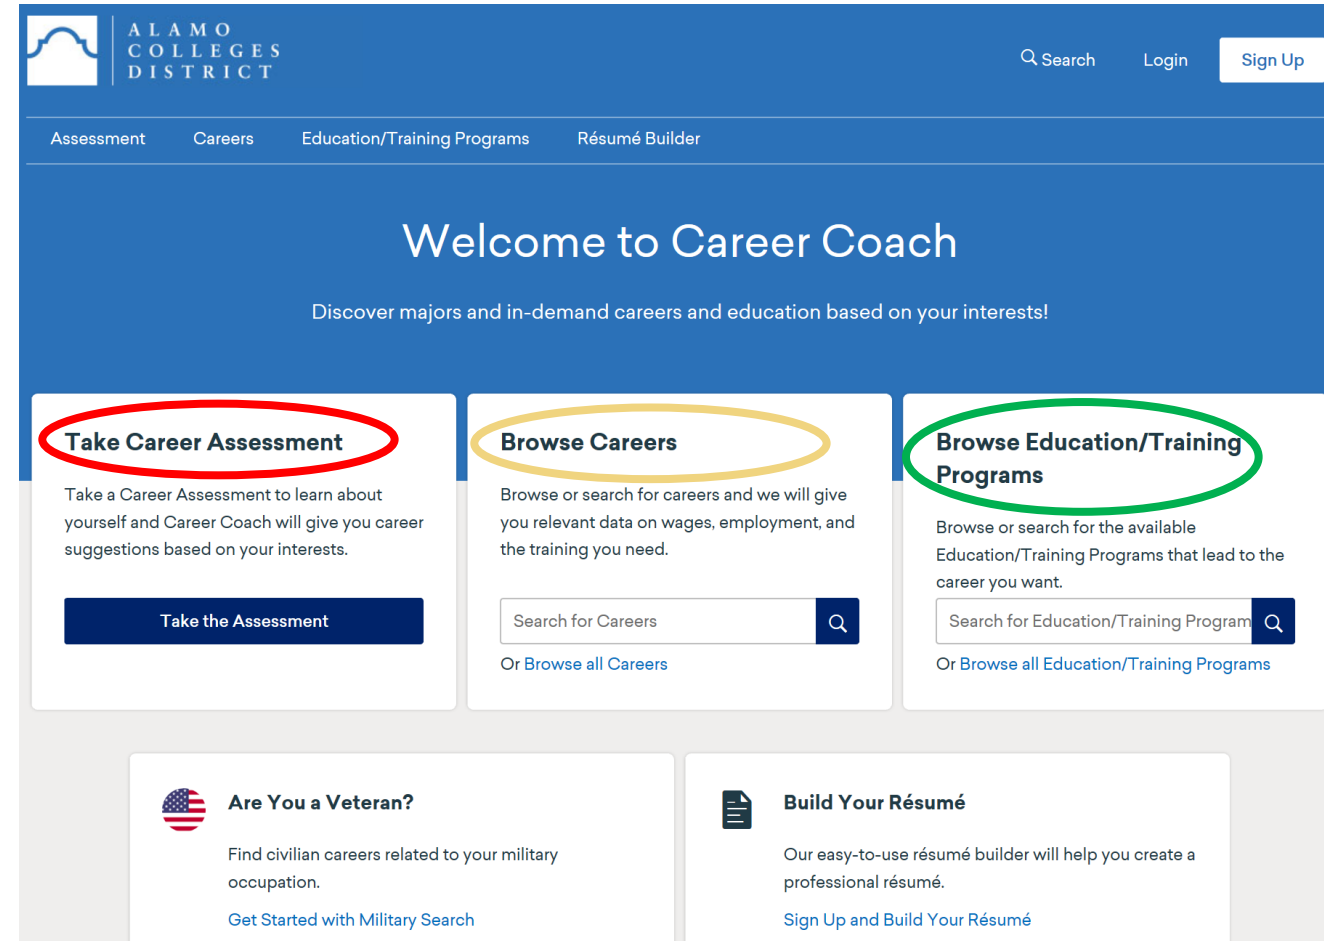 ALAMO
COLLEGES
DISTRICT
Search
Login
Sign Up
Assessment
Careers
Education/Training Programs
Résumé Builder
Welcome to Career Coach
Discover majors and in-demand careers and education based on your interests!
Take Career Assessment
Take a Career Assessment to learn about
yourself and Career Coach will give you career
suggestions based on your interests.
Take the Assessment
Browse Careers
Browse or search for careers and we will give
you relevant data on wages, employment, and
the training you need.
Search for Careers
Or Browse all Careers
Browse Education/Training
Programs
Browse or search for the available
Education/Training Programs that lead to the
career you want.
Search for Education/Training Program
Or Browse all Education/Training Programs
Are You a Veteran?
Find civilian careers related to your military
occupation.
Get Started with Military Search
Build Your Résumé
Our easy-to-use résumé builder will help you create a
professional résumé.
Sign Up and Build Your Résumé